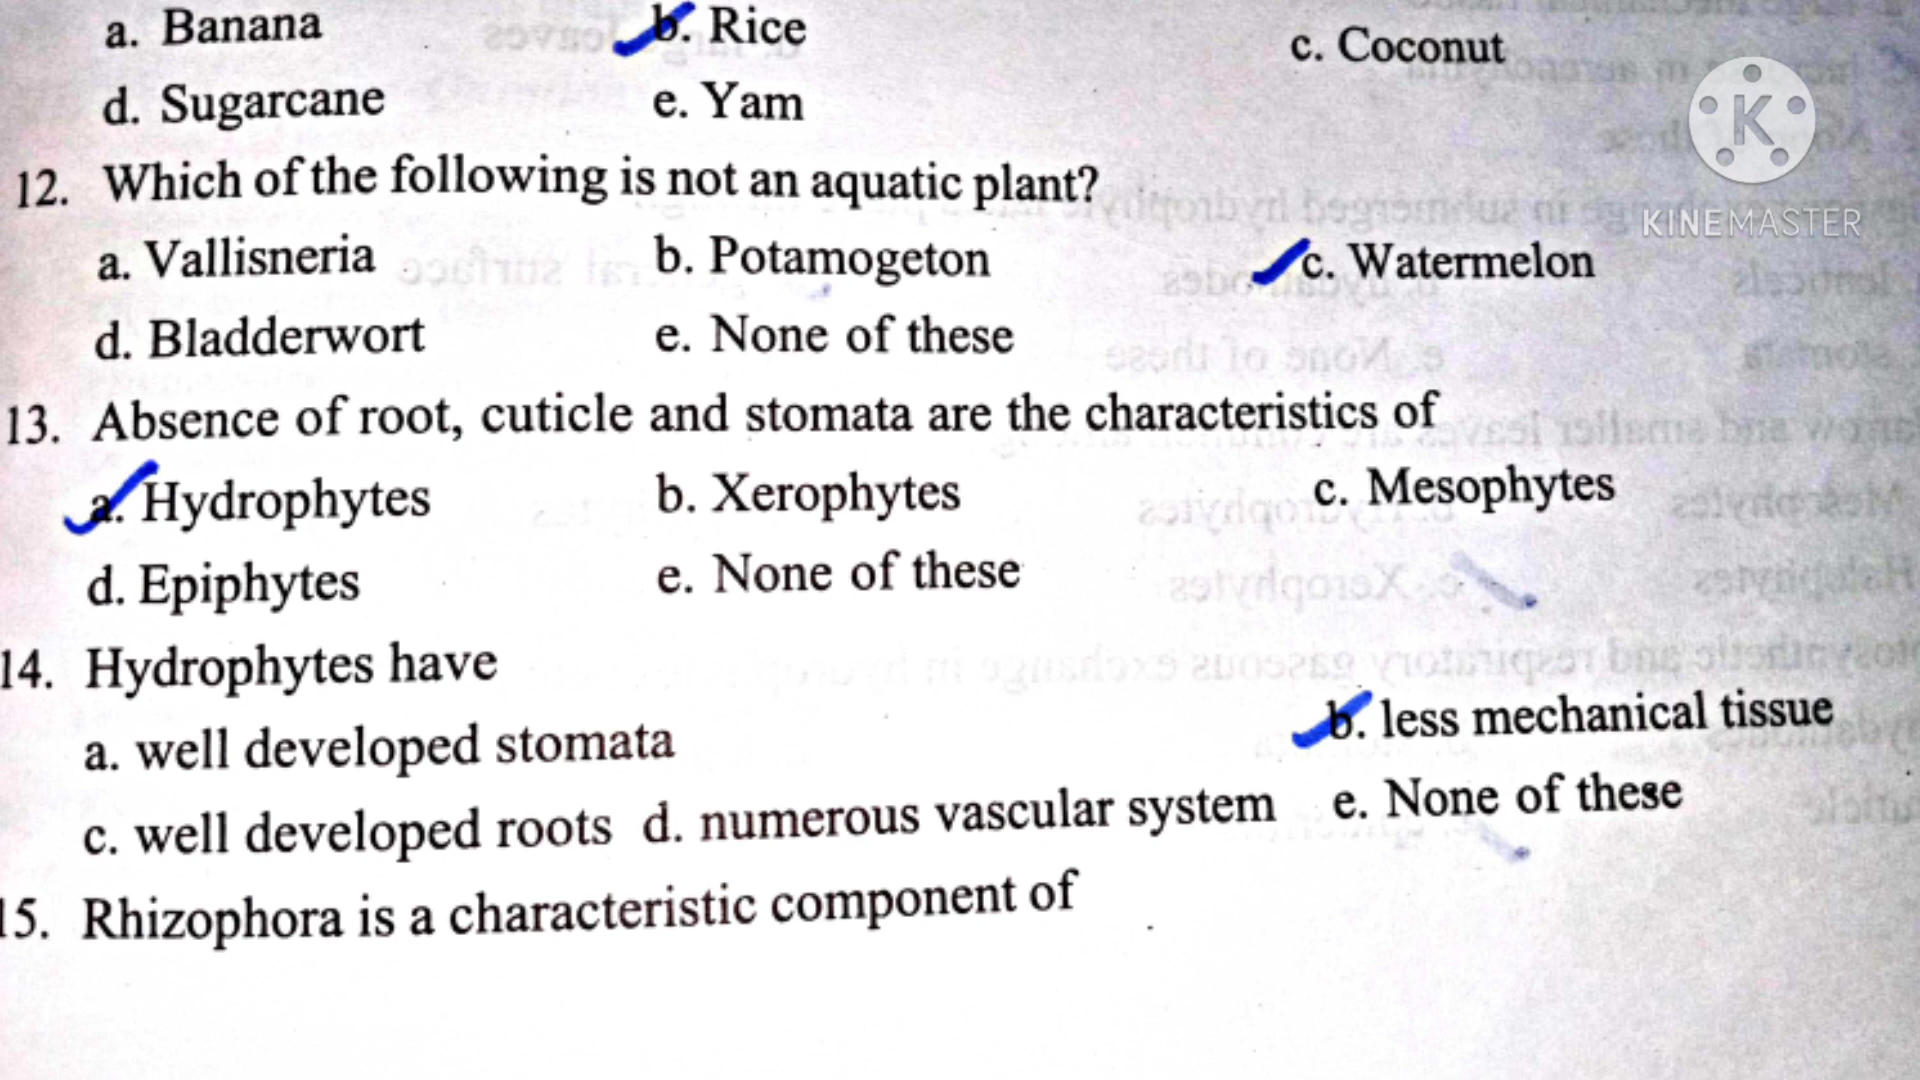 a. Banana b. Rice c. Coconut
d. Sugarcane e. Yam
K
KINEMASTER
12. Which of the following is not an aquatic plant?
a. Vallisneria b. Potamogeton c. Watermelon
d. Bladderwort e. None of these
13. Absence of root, cuticle and stomata are the characteristics of
a. Hydrophytes b. Xerophytes c. Mesophytes
d. Epiphytes e. None of these
14. Hydrophytes have
a. well developed stomata b. less mechanical tissue
c. well developed roots d. numerous vascular system e. None of these
15. Rhizophora is a characteristic component of